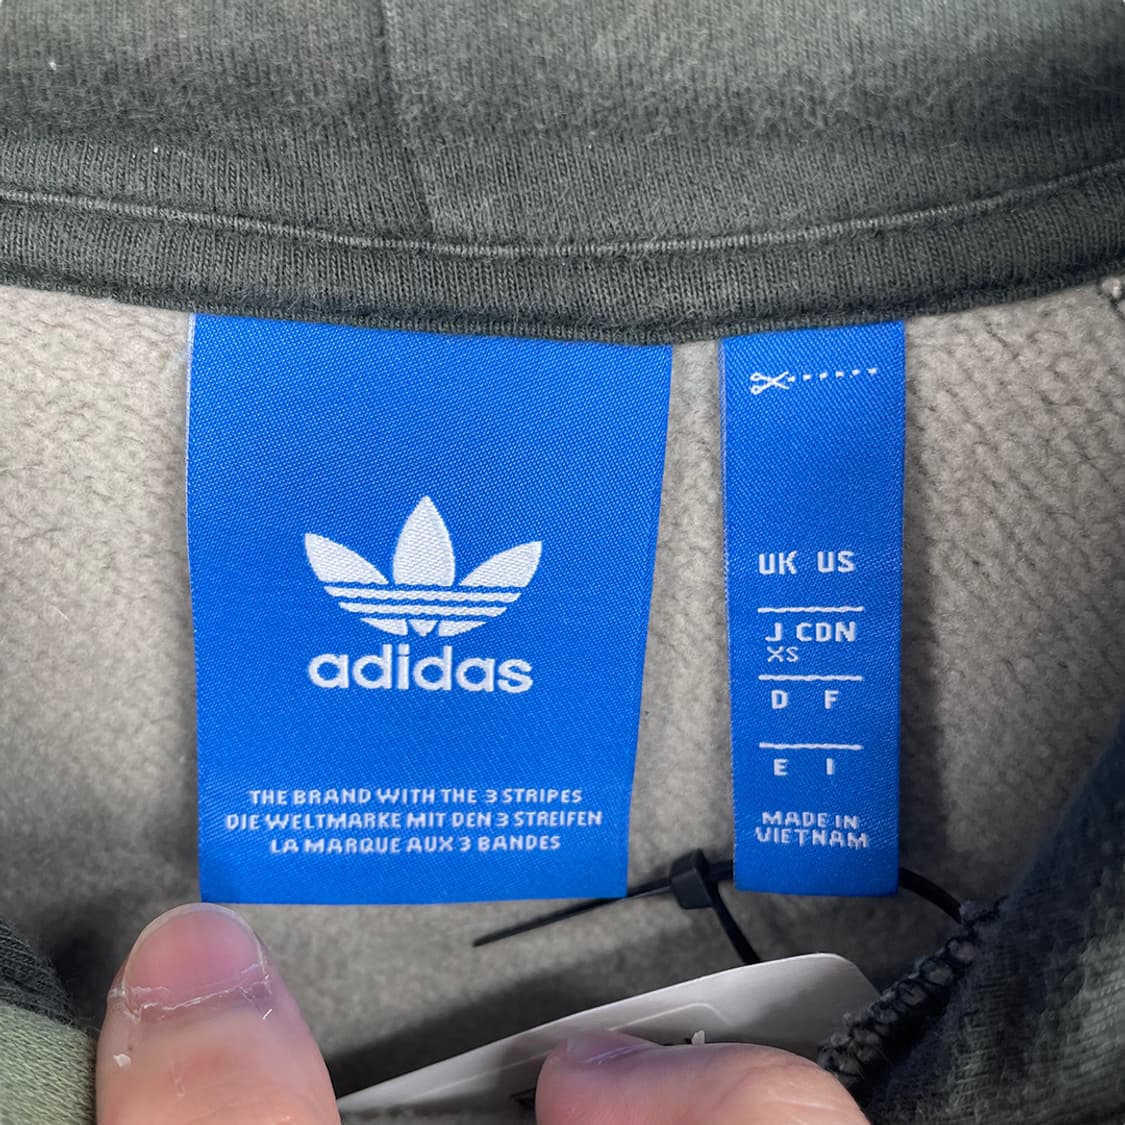 adidas
THE BRAND WITH THE 3 STRIPES
DIE WELTMARKE MIT DEN 3 STREIFEN
LA MARQUE AUX 3 BANDES
UK US
J CDN
XS
D F
E I
MADE IN
VIETNAM